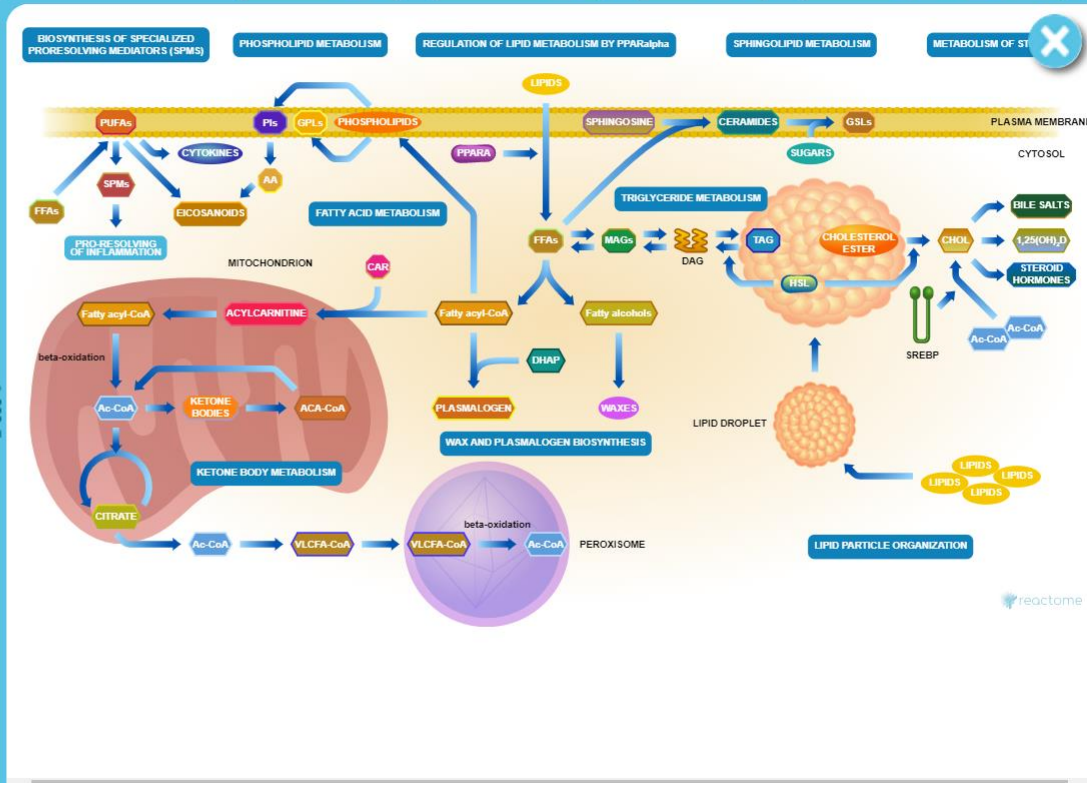 BIOSYNTHESIS OF SPECIALIZED
PRORESOLVING MEDIATORS (SPMS)
PHOSPHOLIPID METABOLISM
REGULATION OF LIPID METABOLISM BY PPARalpha
SPHINGOLIPID METABOLISM
METABOLISM OF ST
LIPIDS
PUFAs
PIs
GPLs
PHOSPHOLIPIDS
SPHINGOSINE
CERAMIDES
GSLs
PLASMA MEMBRANE
CYTOKINES
PPARA
SUGARS
CYTOSOL
SPMs
AA
FFAs
EICOSANOIDS
FATTY ACID METABOLISM
TRIGLYCERIDE METABOLISM
BILE SALTS
PRO-RESOLVING
OF INFLAMMATION
FFAs
MAGs
DAG
TAG
CHOLESTEROL
ESTER
CHOL
1,25(OH)₂D
STEROID
HORMONES
MITOCHONDRION
CAR
HSL
Fatty acyl-CoA
ACYLCARNITINE
Fatty acyl-CoA
Fatty alcohols
SREBP
Ac-CoA
Ac-CoA
beta-oxidation
DHAP
Ac-CoA
KETONE
BODIES
ACA-CoA
PLASMALOGEN
WAXES
LIPID DROPLET
WAX AND PLASMALOGEN BIOSYNTHESIS
KETONE BODY METABOLISM
LIPIDS
LIPIDS
LIPIDS
LIPIDS
CITRATE
beta-oxidation
Ac-CoA
VLCFA-CoA
VLCFA-CoA
Ac-CoA
PEROXISOME
LIPID PARTICLE ORGANIZATION
reactome